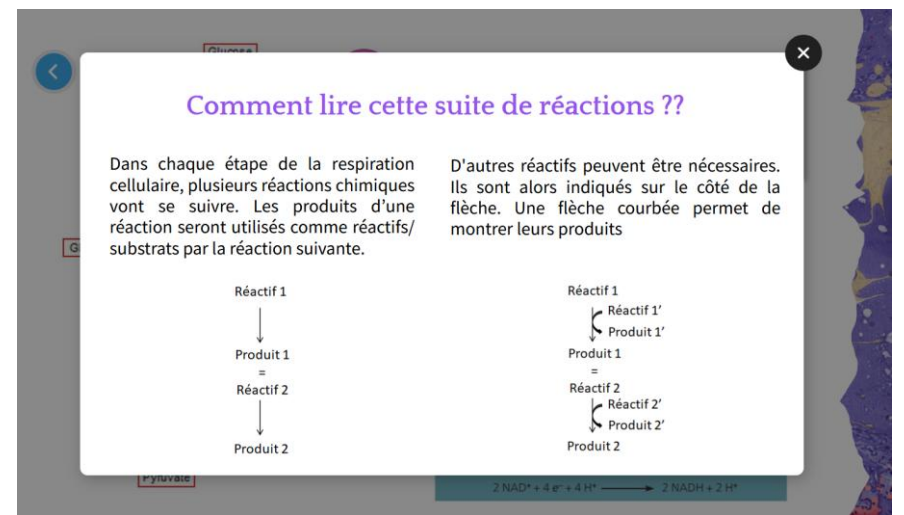 Glucose
Comment lire cette suite de réactions ??
Dans chaque étape de la respiration
cellulaire, plusieurs réactions chimiques
vont se suivre. Les produits d’une
réaction seront utilisés comme réactifs/
substrats par la réaction suivante.
Réactif 1
Produit 1
=
Réactif 2
Produit 2
D'autres réactifs peuvent être nécessaires.
Ils sont alors indiqués sur le côté de la
flèche. Une flèche courbée permet de
montrer leurs produits
Réactif 1
Réactif 1’
Produit 1’
Produit 1
=
Réactif 2
Réactif 2’
Produit 2’
Produit 2
G
Pyruvate
2 NAD⁺ + 4 e⁻ + 4 H⁺ → 2 NADH + 2 H⁺